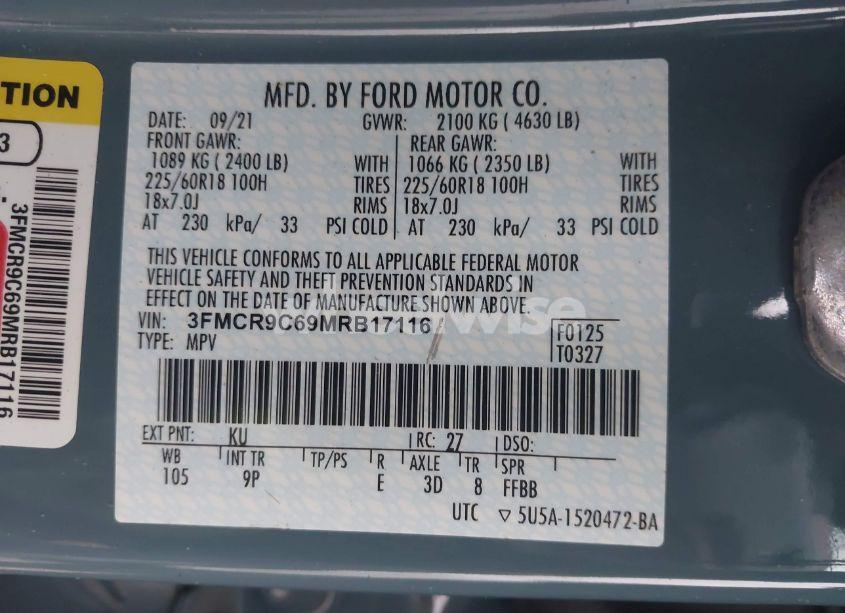 TION
3
3FMCR9C69MRB17116
MFD. BY FORD MOTOR CO.
DATE: 09/21 GVWR: 2100 KG ( 4630 LB)
FRONT GAWR: REAR GAWR:
1089 KG ( 2400 LB) WITH 1066 KG ( 2350 LB) WITH
225/60R18 100H TIRES 225/60R18 100H TIRES
18x7.0J RIMS 18x7.0J RIMS
AT 230 kPa/ 33 PSI COLD AT 230 kPa/ 33 PSI COLD
THIS VEHICLE CONFORMS TO ALL APPLICABLE FEDERAL MOTOR
VEHICLE SAFETY AND THEFT PREVENTION STANDARDS IN
EFFECT ON THE DATE OF MANUFACTURE SHOWN ABOVE.
VIN: 3FMCR9C69MRB17116
TYPE: MPV
F0125
T0327
EXT PNT: KU RC: 27 DSO:
WB INT TR TP/PS R AXLE TR SPR
105 9P E 3D 8 FFBB
UTC ▽ 5U5A-1520472-BA